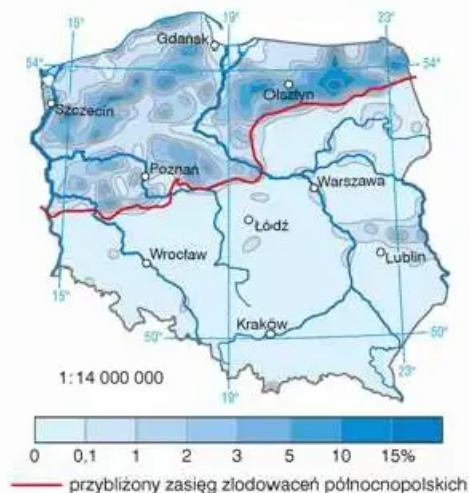 15° 19° 23°
Gdańsk
54° 54°
Olsztyn
Szczecin
Poznań
Warszawa
Łódź
Wrocław Lublin
15°
Kraków
50° 50°
1:14 000 000 23°
19°
0 0,1 1 2 3 5 10 15%
przybliżony zasięg zlodowaceń północnopolskich